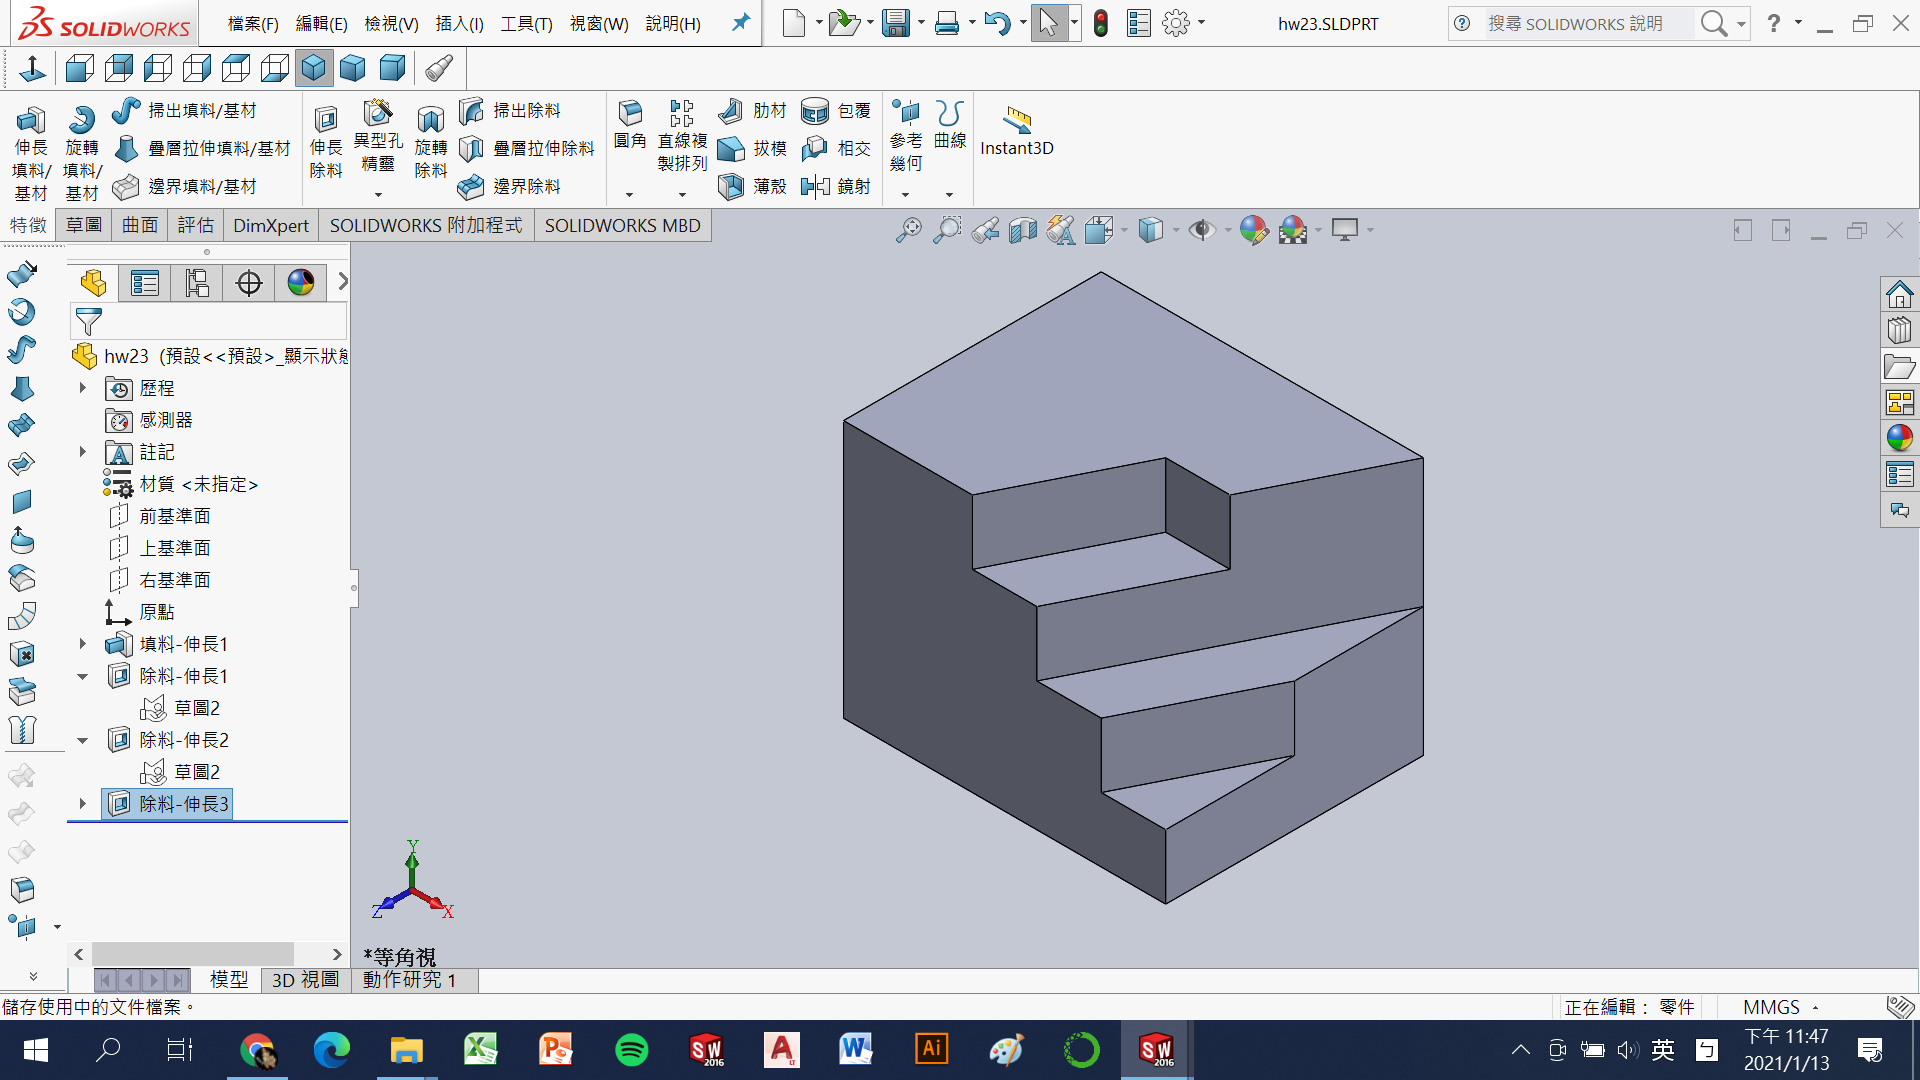 SOLIDWORKS
檔案(F) 編輯(E) 檢視(V) 插入(I) 工具(T) 視窗(W) 說明(H)
hw23.SLDPRT
搜尋 SOLIDWORKS 說明
伸長填料/基材
旋轉填料/基材
掃出填料/基材
疊層拉伸填料/基材
邊界填料/基材
伸長除料
異型孔精靈
旋轉除料
掃出除料
疊層拉伸除料
邊界除料
圓角
直線複製排列
肋材
拔模
薄殼
包覆
相交
鏡射
參考幾何
曲線
Instant3D
特徵 草圖 曲面 評估 DimXpert SOLIDWORKS 附加程式 SOLIDWORKS MBD
hw23 (預設<<預設>_顯示狀態
歷程
感測器
註記
材質 <未指定>
前基準面
上基準面
右基準面
原點
填料-伸長1
除料-伸長1
草圖2
除料-伸長2
草圖2
除料-伸長3
Y
Z X
*等角視
模型 3D 視圖 動作研究 1
儲存使用中的文件檔案。
正在編輯： 零件 MMGS
SW 2016
Ai
SW 2016
英
下午 11:47
2021/1/13